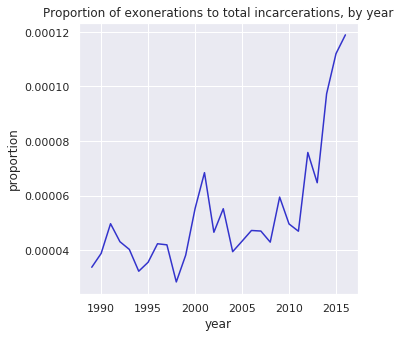 Proportion of exonerations to total incarcerations, by year
0.00012
0.00010
0.00008
0.00006
0.00004
proportion
1990 1995 2000 2005 2010 2015
year